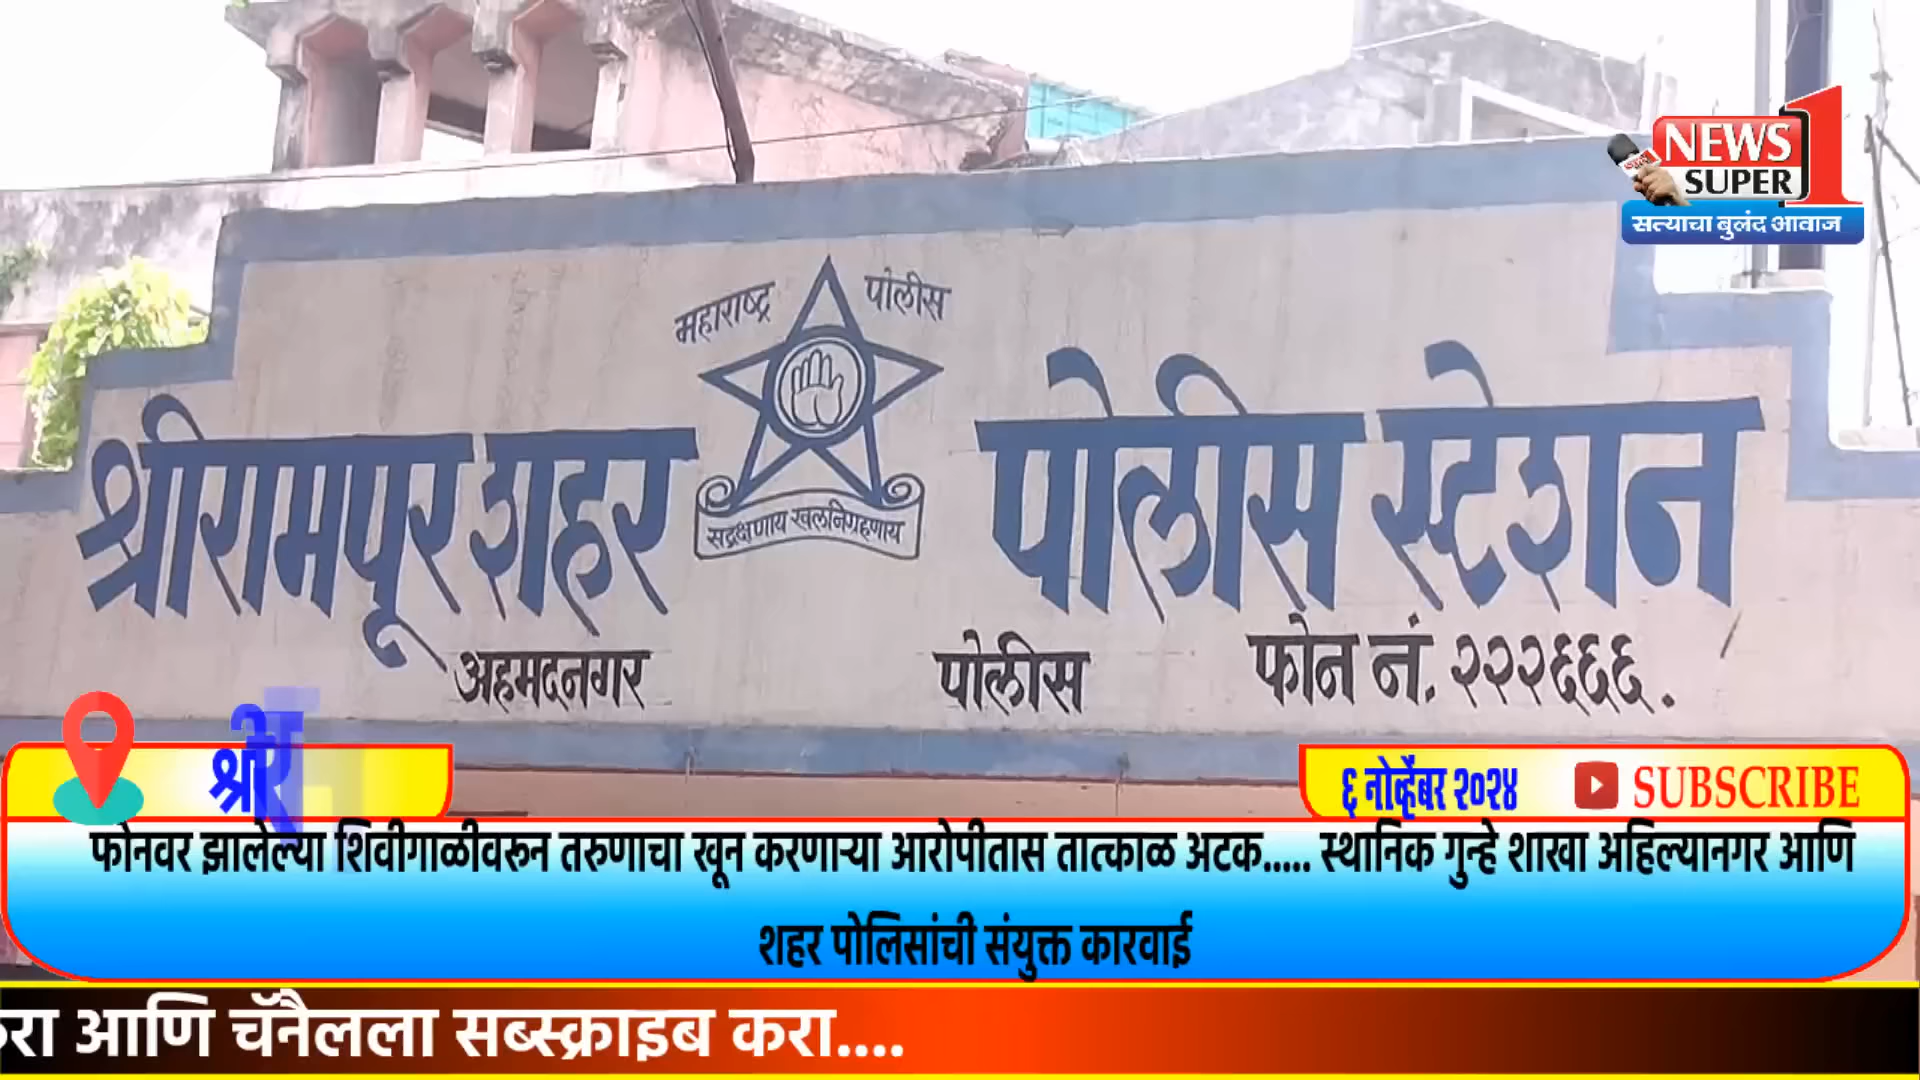 NEWS 1
SUPER
सत्याचा बुलंद आवाज
महाराष्ट्र पोलीस
श्रीरामपूर शहर पोलीस स्टेशन
सद्रक्षणाय खलनिग्रहणाय
अहमदनगर पोलीस फोन नं. २२२६६६.
६ नोव्हेंबर २०२४ SUBSCRIBE
फोनवर झालेल्या शिवीगाळीवरून तरुणाचा खून करणाऱ्या आरोपीतास तात्काळ अटक..... स्थानिक गुन्हे शाखा अहिल्यानगर आणि
शहर पोलिसांची संयुक्त कारवाई
आणि चॅनैलला सब्स्क्राइब करा....